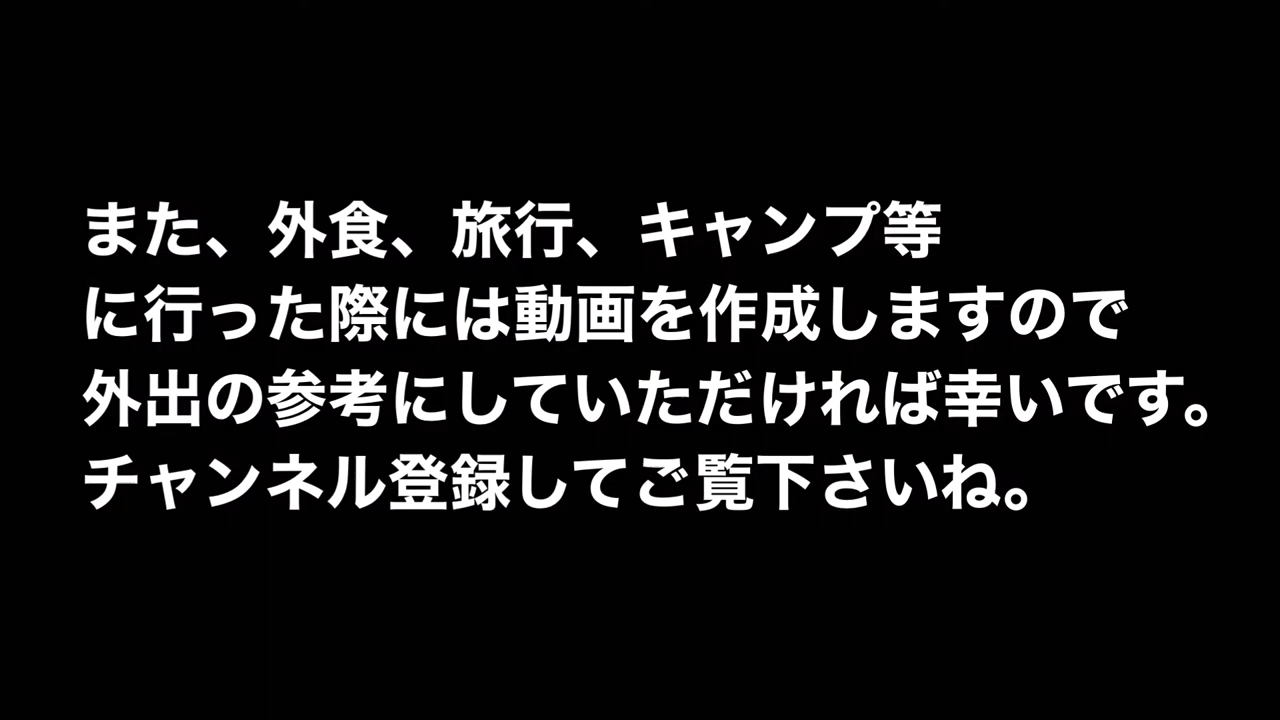 また、外食、旅行、キャンプ等
に行った際には動画を作成しますので
外出の参考にしていただければ幸いです。
チャンネル登録してご覧下さいね。